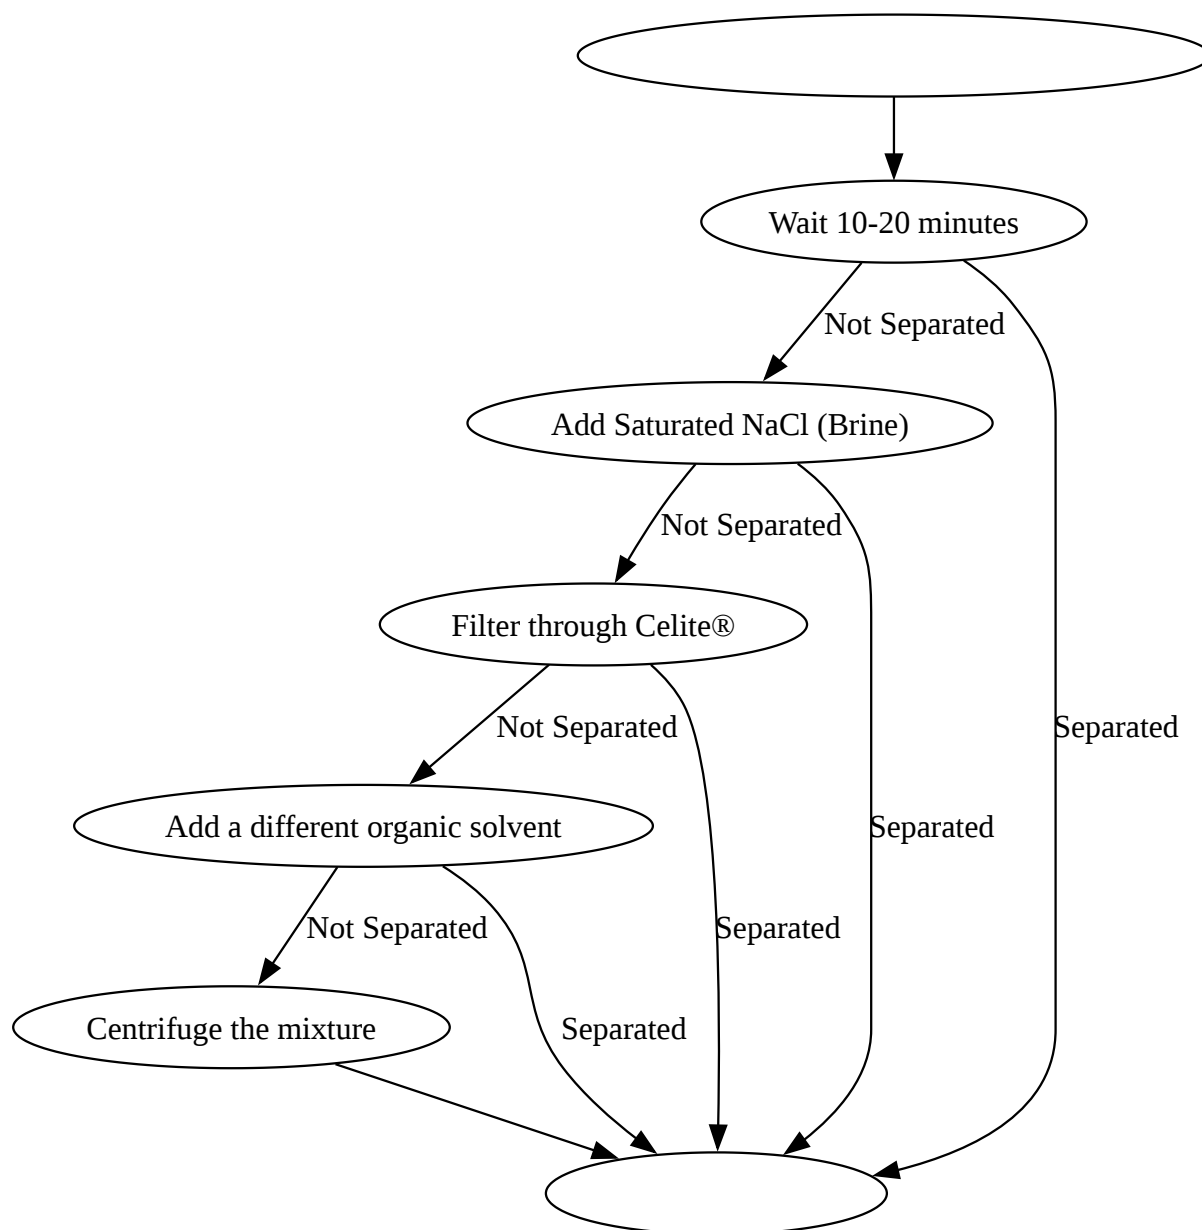 Wait 10-20 minutes
Not Separated
Add Saturated NaCl (Brine)
Not Separated
Filter through Celite®
Not Separated
Separated
Add a different organic solvent
Separated
Not Separated
Separated
Centrifuge the mixture
Separated